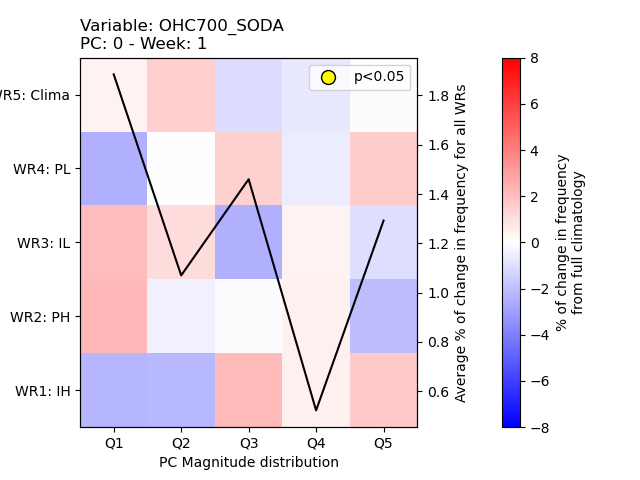 Variable: OHC700_SODA
PC: 0 - Week: 1
p<0.05
WR5: Clima
WR4: PL
WR3: IL
WR2: PH
WR1: IH
Q1 Q2 Q3 Q4 Q5
PC Magnitude distribution
1.8
1.6
1.4
1.2
1.0
0.8
0.6
Average % of change in frequency for all WRs
8
6
4
2
0
−2
−4
−6
−8
% of change in frequency
from full climatology